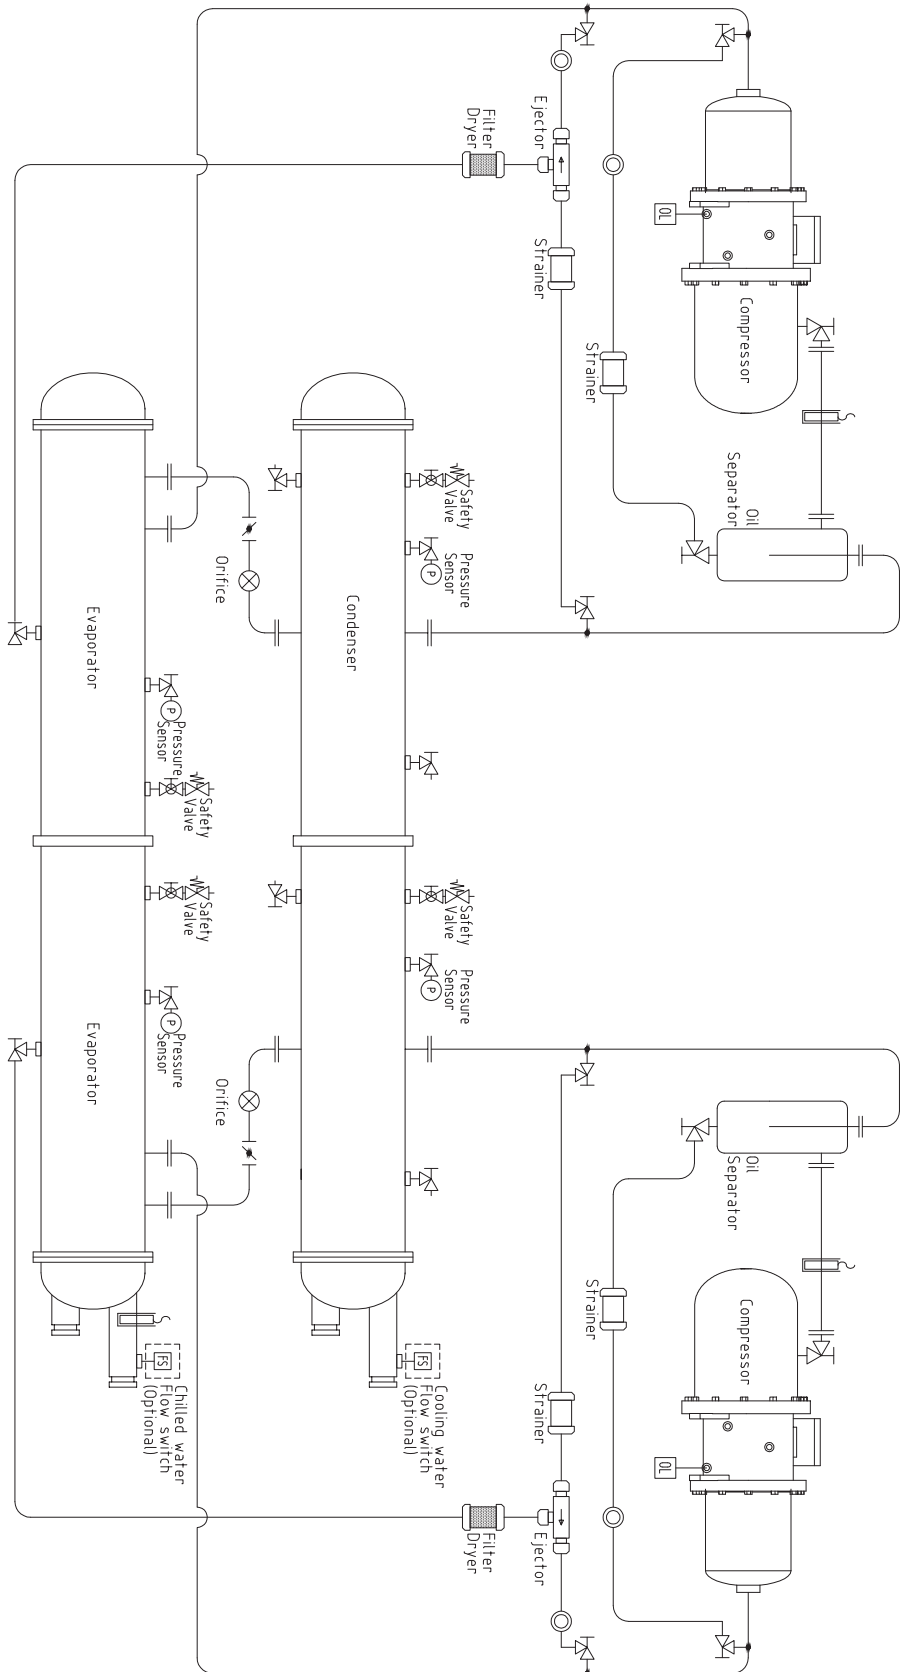 Compressor
OL
Oil
Separator
Strainer
Oil
Separator
Strainer
Compressor
OL
Ejector
Strainer
Strainer
Ejector
Filter
Dryer
Filter
Dryer
Safety
Valve
Pressure
Sensor
P
Safety
Valve
Pressure
Sensor
P
Cooling water
Flow switch
(Optional)
FS
Condenser
Orifice
Orifice
Pressure
Sensor
P
Safety
Valve
Safety
Valve
Pressure
Sensor
P
Chilled water
Flow switch
(Optional)
FS
Evaporator
Evaporator